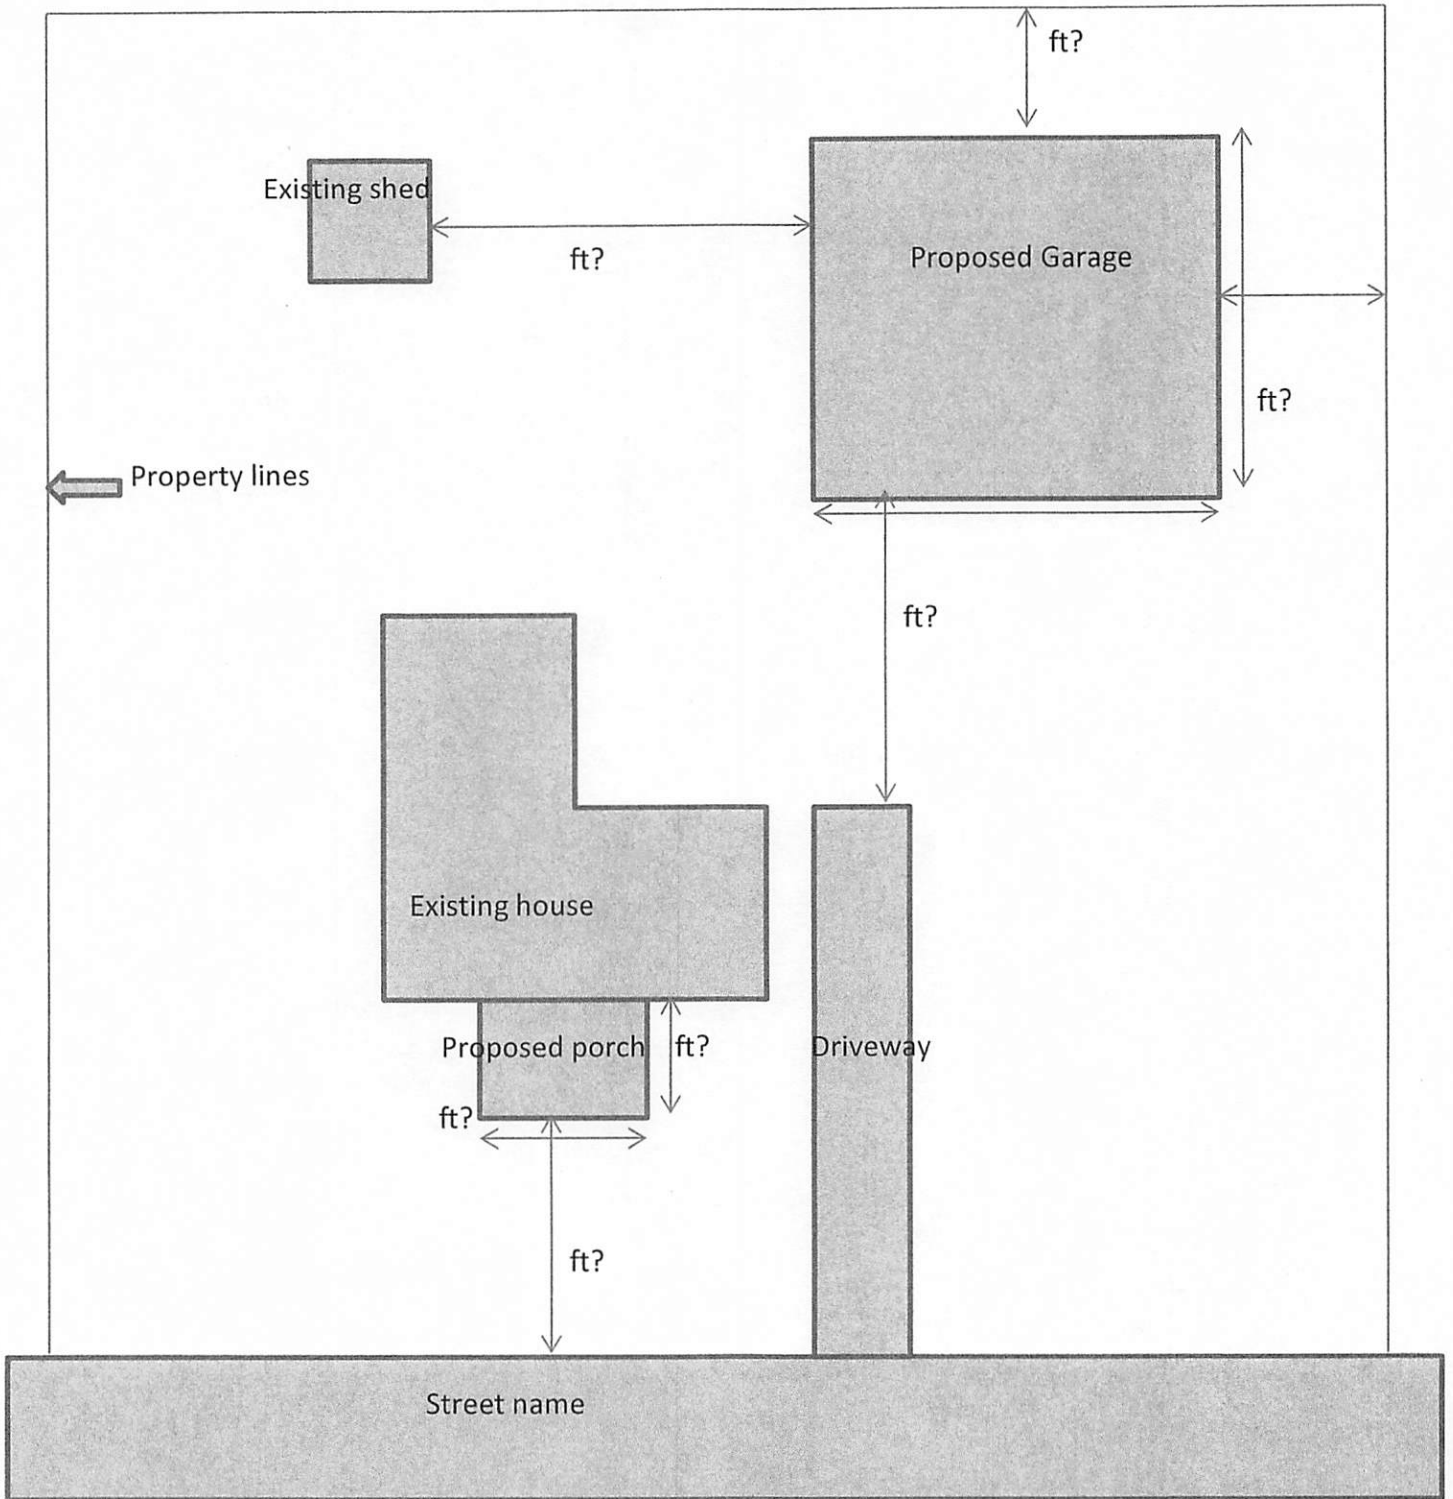 ft?
Existing shed
ft?
Proposed Garage
ft?
Property lines
ft?
Existing house
Proposed porch
ft?
Driveway
ft?
ft?
Street name